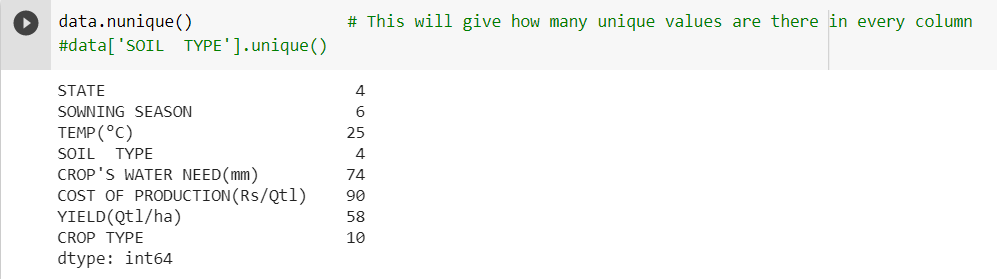 data.nunique() # This will give how many unique values are there in every column
#data['SOIL  TYPE'].unique()
STATE 4
SOWNING SEASON 6
TEMP(°C) 25
SOIL  TYPE 4
CROP'S WATER NEED(mm) 74
COST OF PRODUCTION(Rs/Qtl) 90
YIELD(Qtl/ha) 58
CROP TYPE 10
dtype: int64